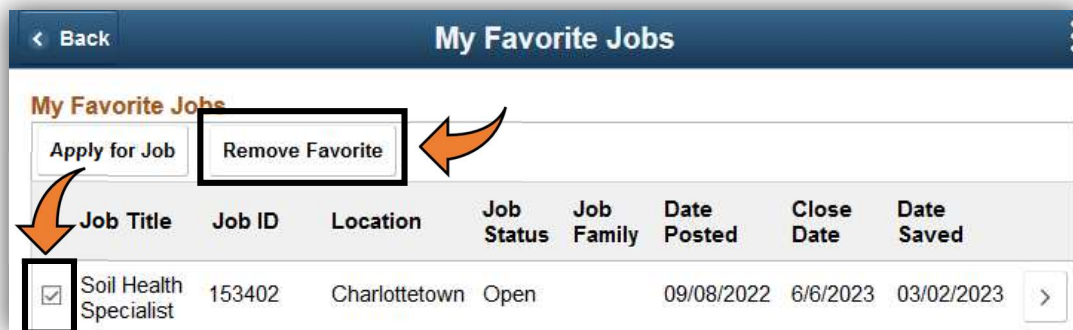 Back
My Favorite Jobs
My Favorite Jobs
Apply for Job Remove Favorite
Job Title Job ID Location Job Status Job Family Date Posted Close Date Date Saved
Soil Health Specialist 153402 Charlottetown Open 09/08/2022 6/6/2023 03/02/2023